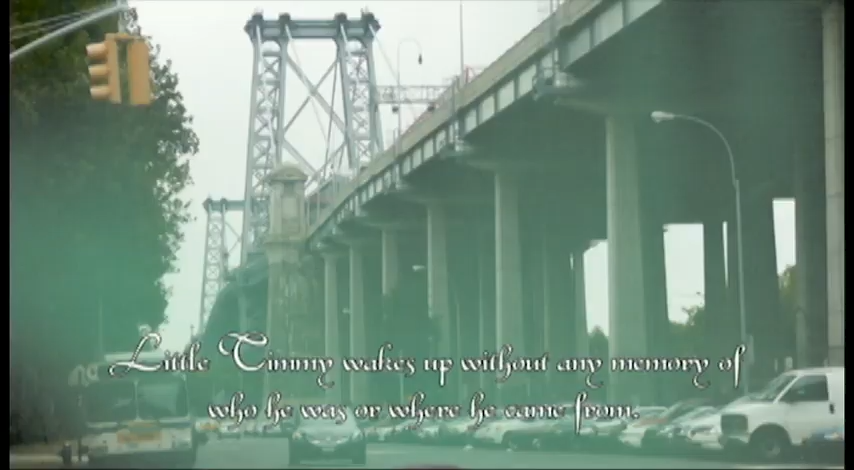 Little Timmy wakes up without any memory of
who he was or where he came from.